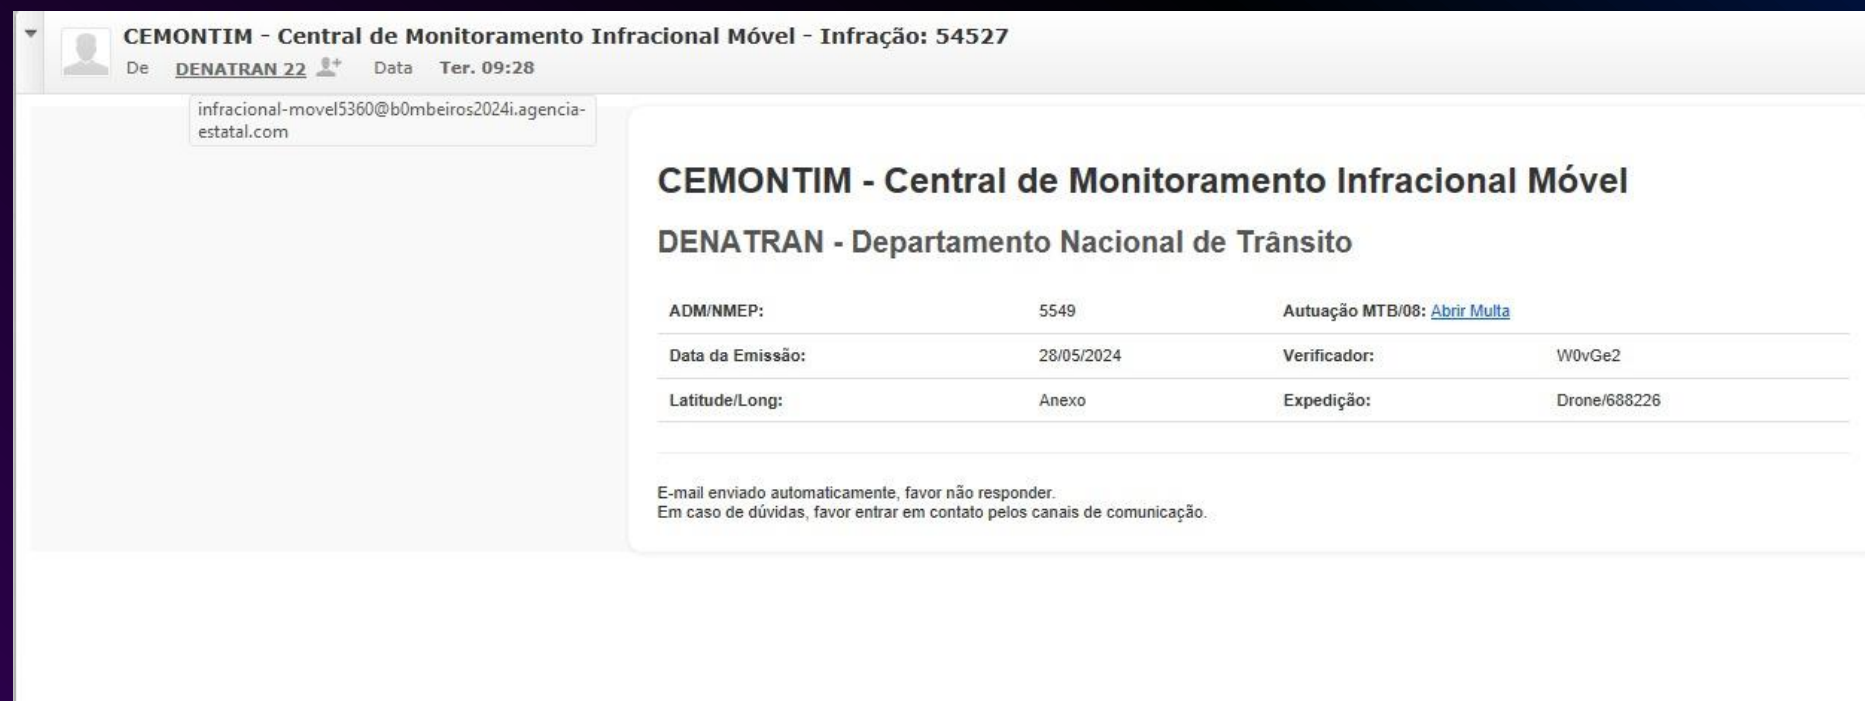 CEMONTIM - Central de Monitoramento Infracional Móvel - Infração: 54527
De DENATRAN 22 Data Ter. 09:28
infracional-movel5360@b0mbeiros2024i.agencia-
estatal.com
CEMONTIM - Central de Monitoramento Infracional Móvel
DENATRAN - Departamento Nacional de Trânsito
ADM/NMEP: 5549 Autuação MTB/08: Abrir Multa
Data da Emissão: 28/05/2024 Verificador: W0vGe2
Latitude/Long: Anexo Expedição: Drone/688226
E-mail enviado automaticamente, favor não responder.
Em caso de dúvidas, favor entrar em contato pelos canais de comunicação.